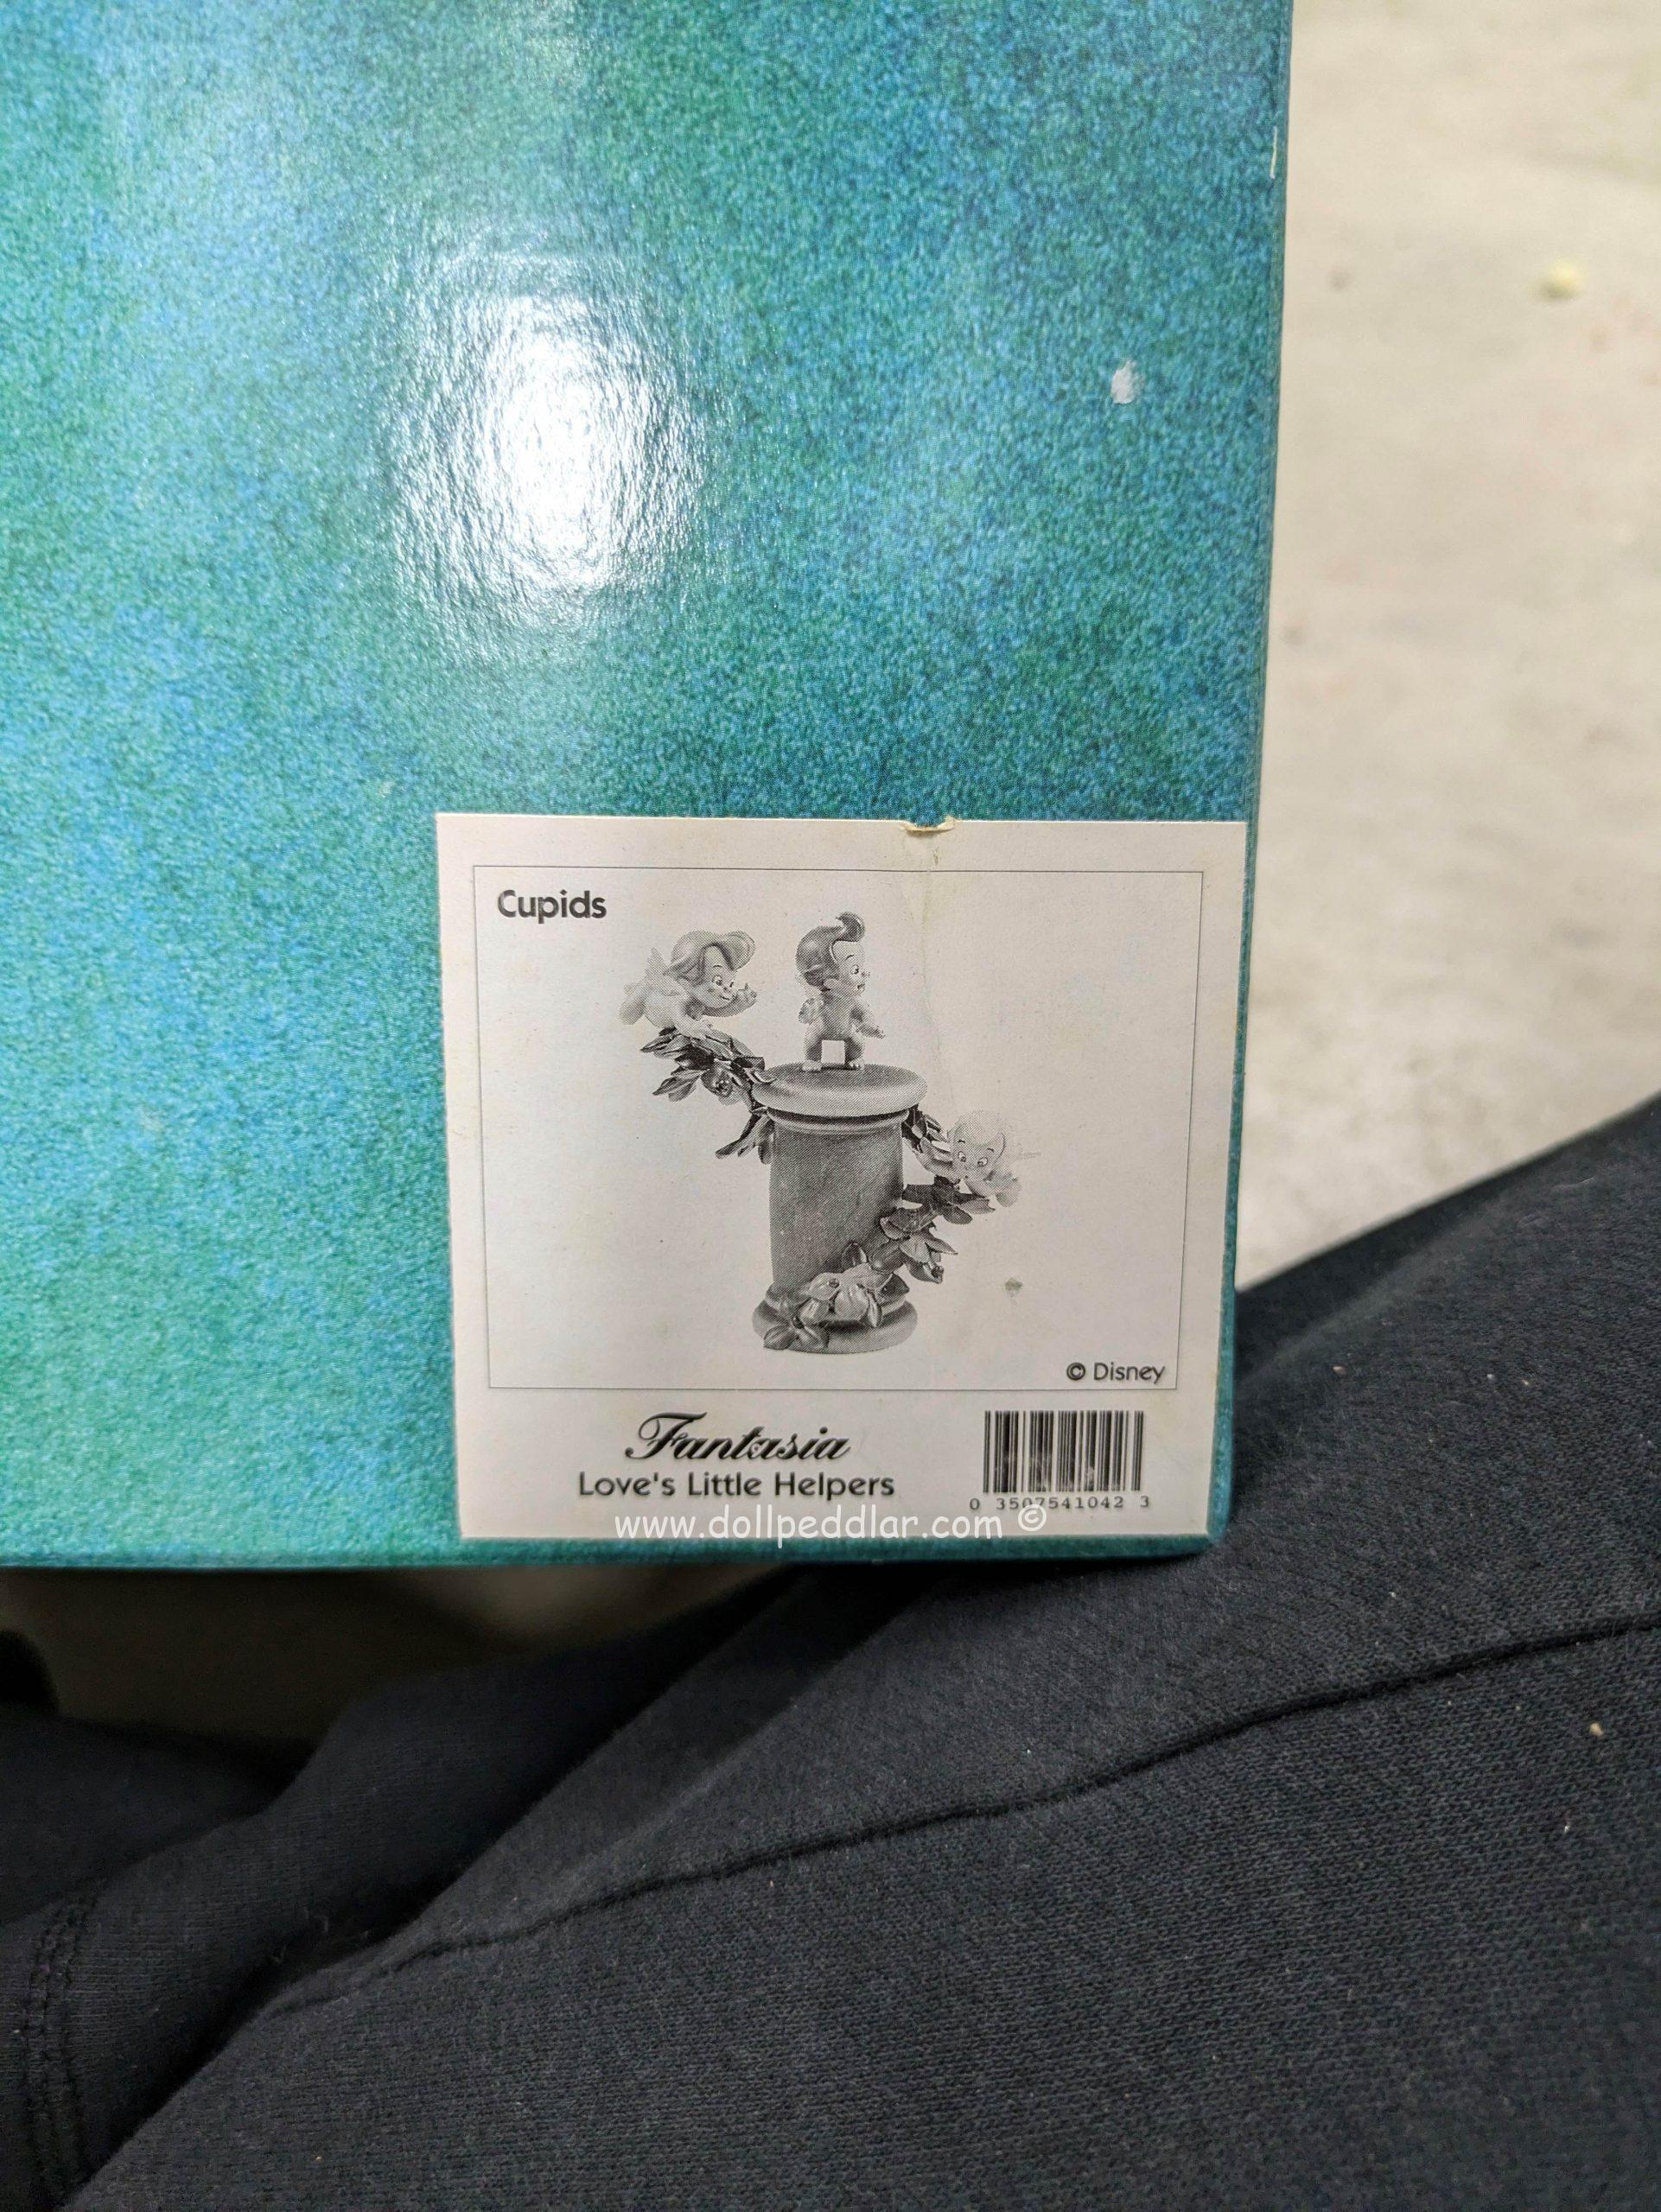 Cupids
© Disney
Fantasia
Love's Little Helpers
0 3507541042 3
www.dollpeddlar.com ©